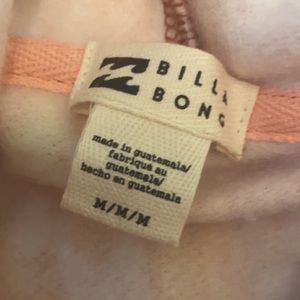 BILLA
BONG
made in guatemala/
fabriqué au
guatemala/
hecho en guatemala
M/M/M